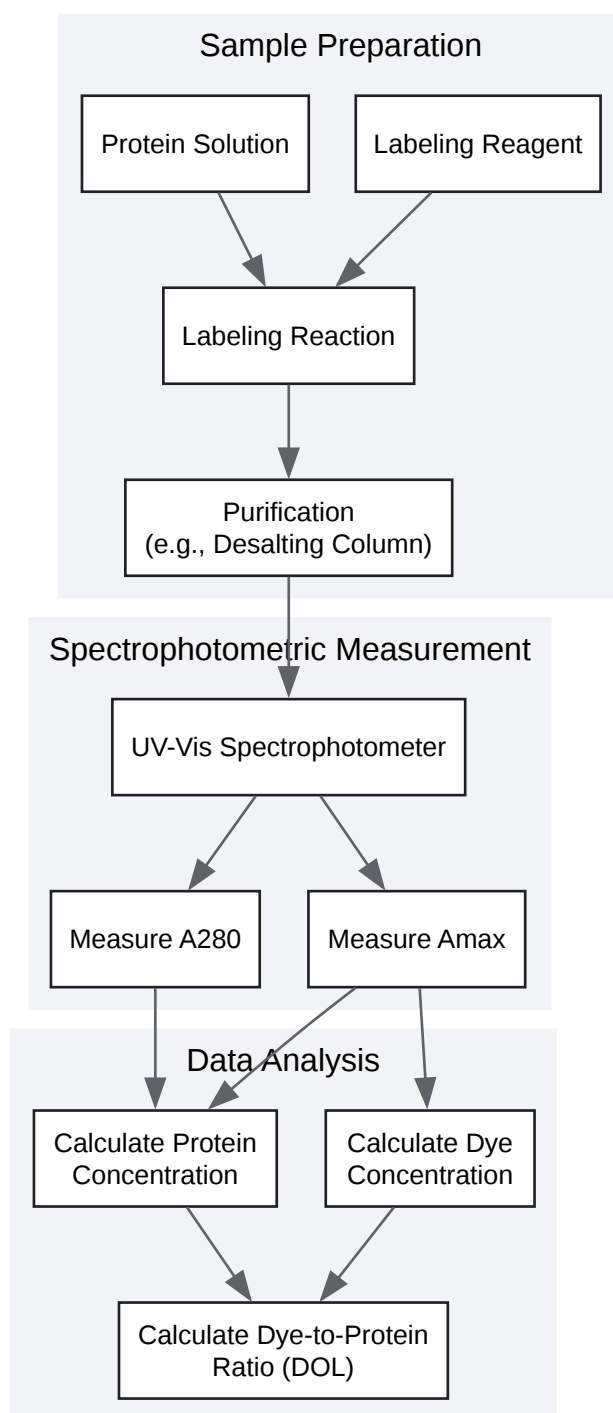 Sample Preparation
Protein Solution
Labeling Reagent
Labeling Reaction
Purification
(e.g., Desalting Column)
Spectrophotometric Measurement
UV-Vis Spectrophotometer
Measure A280
Measure Amax
Data Analysis
Calculate Protein
Concentration
Calculate Dye
Concentration
Calculate Dye-to-Protein
Ratio (DOL)